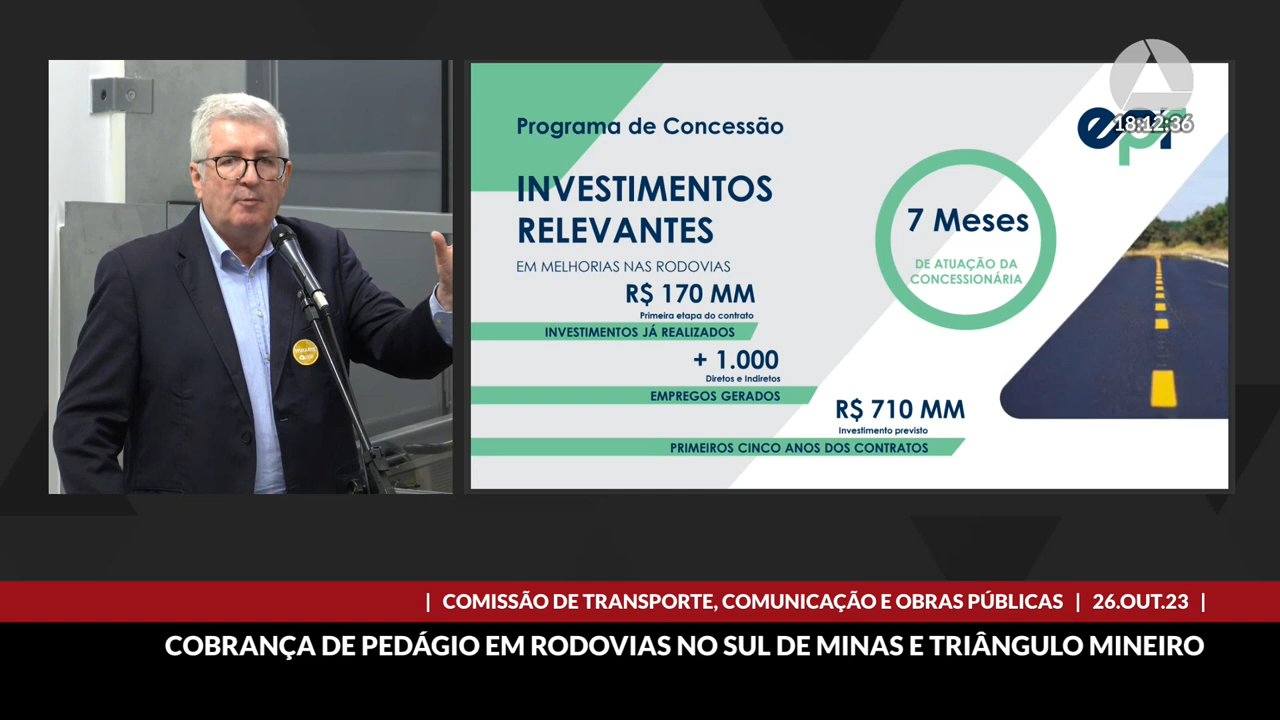 Programa de Concessão
INVESTIMENTOS
RELEVANTES
EM MELHORIAS NAS RODOVIAS
R$ 170 MM
Primeira etapa do contrato
INVESTIMENTOS JÁ REALIZADOS
+ 1.000
Diretos e Indiretos
EMPREGOS GERADOS
R$ 710 MM
Investimento previsto
PRIMEIROS CINCO ANOS DOS CONTRATOS
7 Meses
DE ATUAÇÃO DA
CONCESSIONÁRIA
epr
18:12:36
| COMISSÃO DE TRANSPORTE, COMUNICAÇÃO E OBRAS PÚBLICAS | 26.OUT.23 |
COBRANÇA DE PEDÁGIO EM RODOVIAS NO SUL DE MINAS E TRIÂNGULO MINEIRO